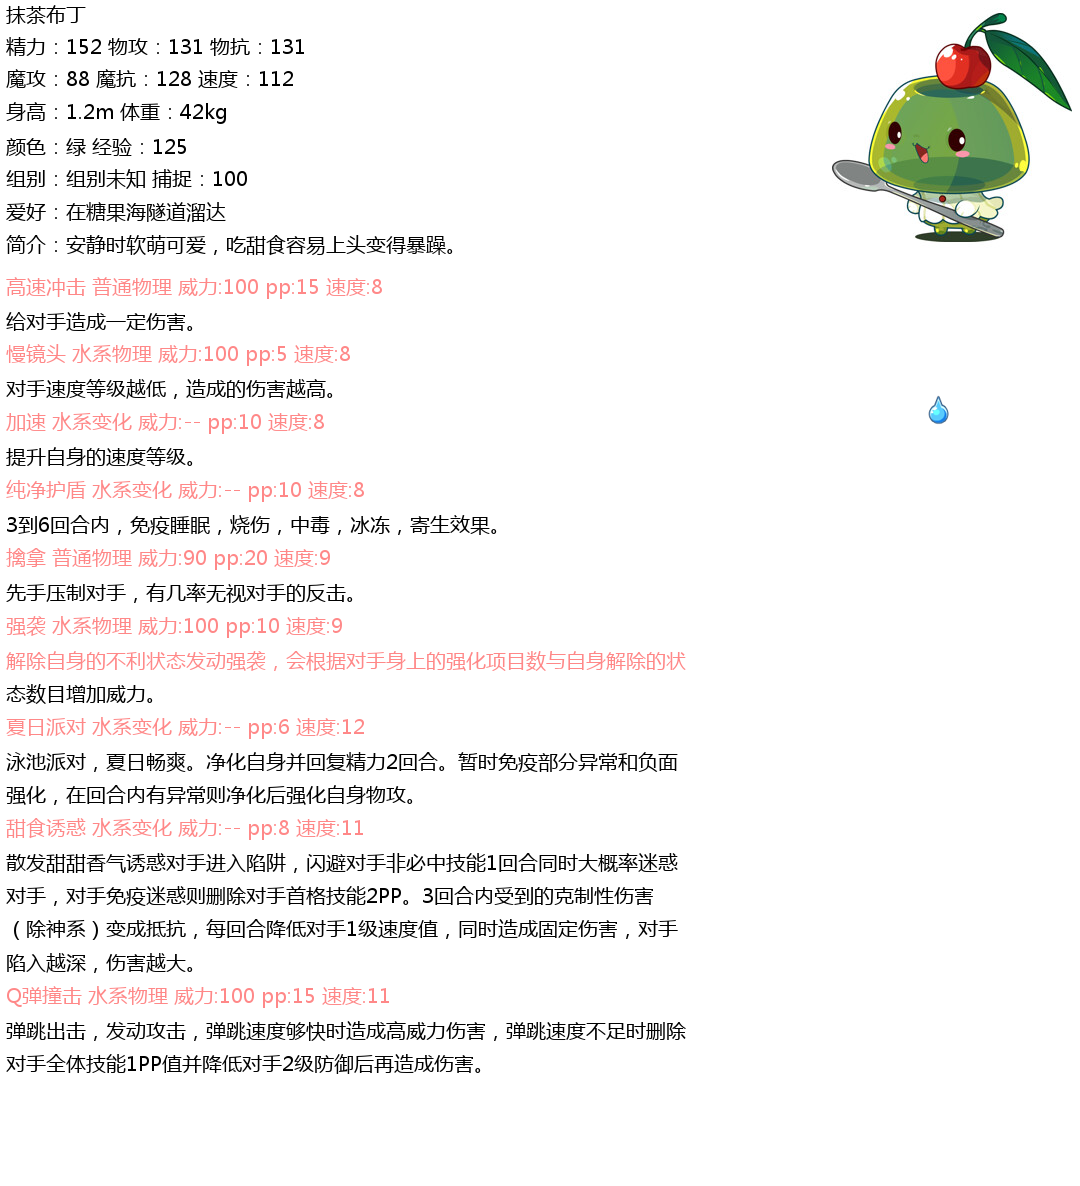 抹茶布丁
精力：152 物攻：131 物抗：131
魔攻：88 魔抗：128 速度：112
身高：1.2m 体重：42kg
颜色：绿 经验：125
组别：组别未知 捕捉：100
爱好：在糖果海隧道溜达
简介：安静时软萌可爱，吃甜食容易上头变得暴躁。
高速冲击 普通物理 威力:100 pp:15 速度:8
给对手造成一定伤害。
慢镜头 水系物理 威力:100 pp:5 速度:8
对手速度等级越低，造成的伤害越高。
加速 水系变化 威力:-- pp:10 速度:8
提升自身的速度等级。
纯净护盾 水系变化 威力:-- pp:10 速度:8
3到6回合内，免疫睡眠，烧伤，中毒，冰冻，寄生效果。
擒拿 普通物理 威力:90 pp:20 速度:9
先手压制对手，有几率无视对手的反击。
强袭 水系物理 威力:100 pp:10 速度:9
解除自身的不利状态发动强袭，会根据对手身上的强化项目数与自身解除的状
态数目增加威力。
夏日派对 水系变化 威力:-- pp:6 速度:12
泳池派对，夏日畅爽。净化自身并回复精力2回合。暂时免疫部分异常和负面
强化，在回合内有异常则净化后强化自身物攻。
甜食诱惑 水系变化 威力:-- pp:8 速度:11
散发甜甜香气诱惑对手进入陷阱，闪避对手非必中技能1回合同时大概率迷惑
对手，对手免疫迷惑则删除对手首格技能2PP。3回合内受到的克制性伤害
（除神系）变成抵抗，每回合降低对手1级速度值，同时造成固定伤害，对手
陷入越深，伤害越大。
Q弹撞击 水系物理 威力:100 pp:15 速度:11
弹跳出击，发动攻击，弹跳速度够快时造成高威力伤害，弹跳速度不足时删除
对手全体技能1PP值并降低对手2级防御后再造成伤害。